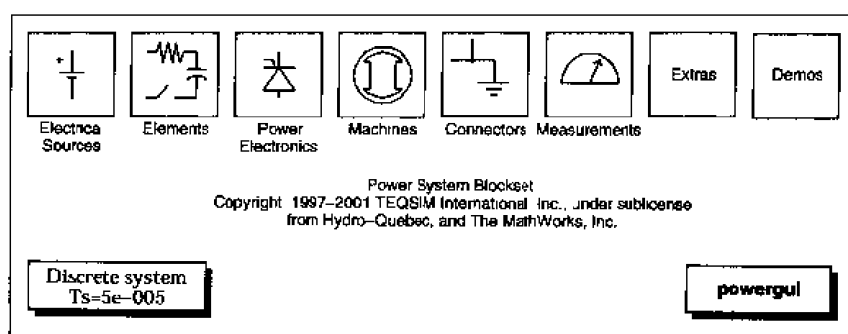 Extras
Demos
Electrica
Sources
Elements
Power
Electronics
Machines
Connectors
Measurements
Power System Blockset
Copyright 1997–2001 TEQSIM International Inc., under sublicense
from Hydro–Quebec, and The MathWorks, Inc.
Discrete system
Ts=5e–005
powergui